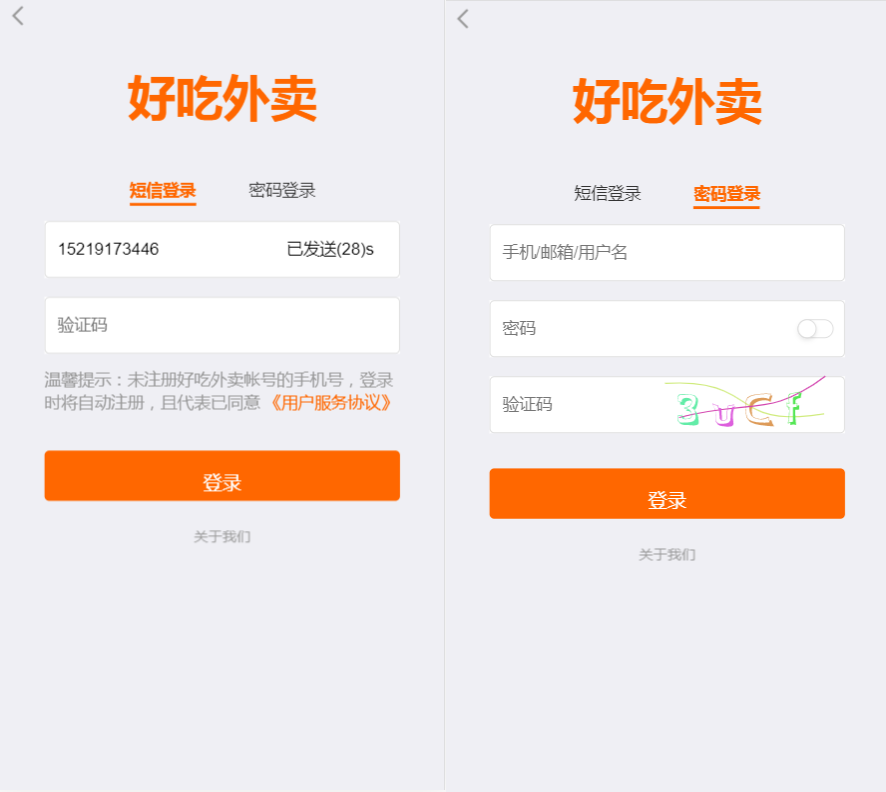 好吃外卖
短信登录 密码登录
15219173446 已发送(28)s
验证码
温馨提示：未注册好吃外卖帐号的手机号，登录
时将自动注册，且代表已同意《用户服务协议》
登录
关于我们
好吃外卖
短信登录 密码登录
手机/邮箱/用户名
密码
验证码 3uCf
登录
关于我们